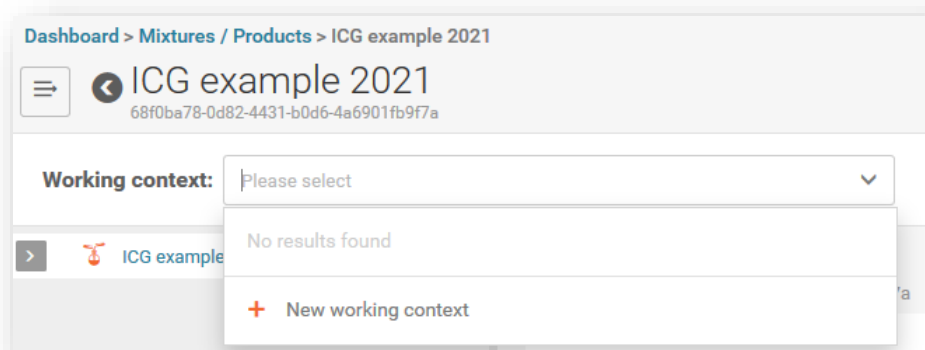 Dashboard > Mixtures / Products > ICG example 2021
ICG example 2021
68f0ba78-0d82-4431-b0d6-4a6901fb9f7a
Working context: Please select
No results found
ICG example
7a
+ New working context